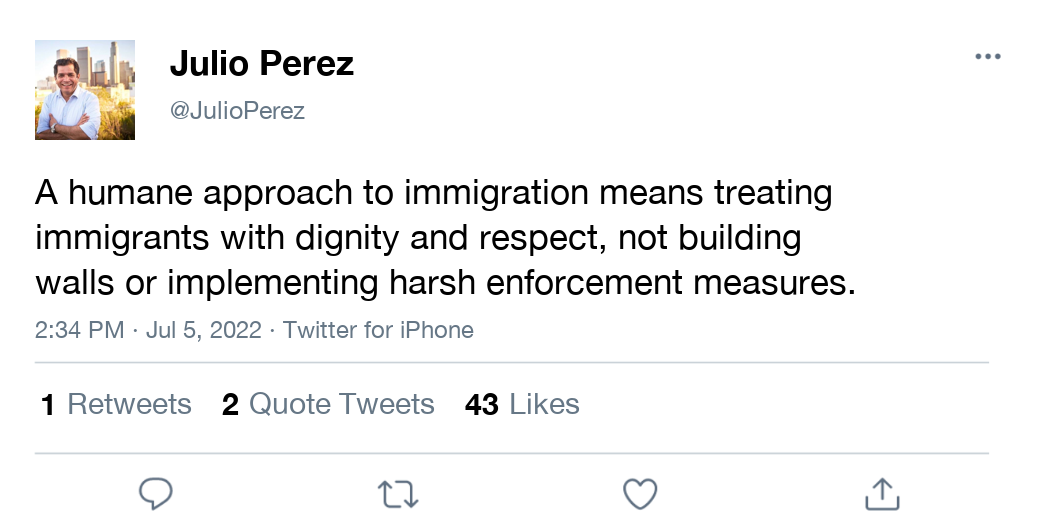 Julio Perez
@JulioPerez
A humane approach to immigration means treating
immigrants with dignity and respect, not building
walls or implementing harsh enforcement measures.
2:34 PM · Jul 5, 2022 · Twitter for iPhone
1 Retweets 2 Quote Tweets 43 Likes